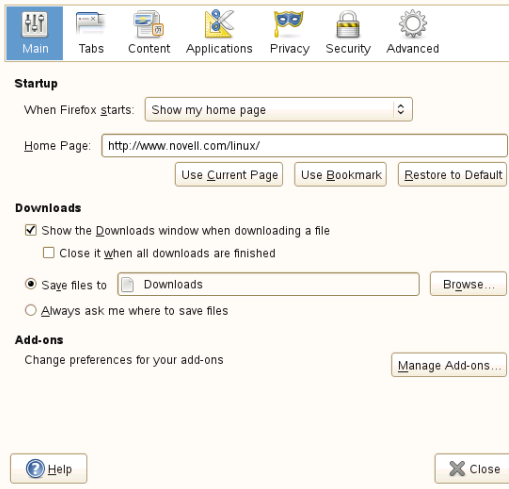 Main Tabs Content Applications Privacy Security Advanced
Startup
When Firefox starts: Show my home page
Home Page: http://www.novell.com/linux/
Use Current Page Use Bookmark Restore to Default
Downloads
Show the Downloads window when downloading a file
Close it when all downloads are finished
Save files to Downloads Browse...
Always ask me where to save files
Add-ons
Change preferences for your add-ons
Manage Add-ons...
Help Close